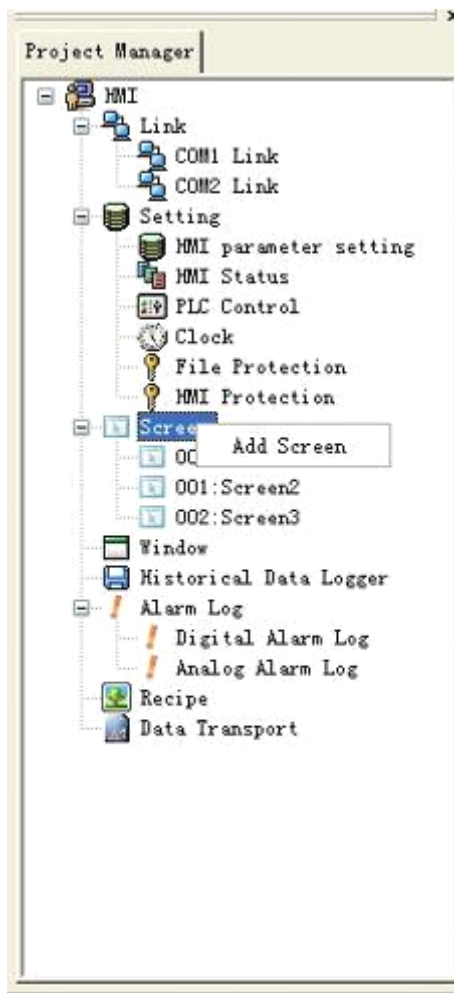 Project Manager
HMI
Link
COM1 Link
COM2 Link
Setting
HMI parameter setting
HMI Status
PLC Control
Clock
File Protection
HMI Protection
Add Screen
001:Screen2
002:Screen3
Window
Historical Data Logger
Alarm Log
Digital Alarm Log
Analog Alarm Log
Recipe
Data Transport